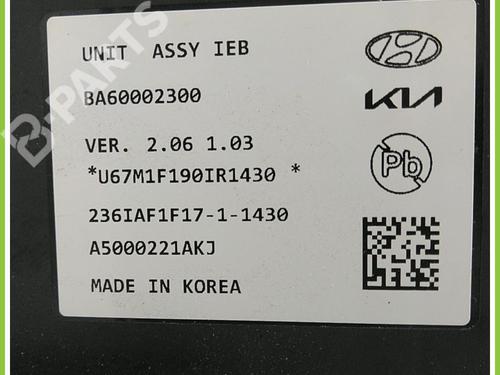 B-PARTS
UNIT ASSY IEB
BA60002300
KIA
VER. 2.06 1.03
*U67M1F190IR1430 *
Pb
236IAF1F17-1-1430
A5000221AKJ
MADE IN KOREA